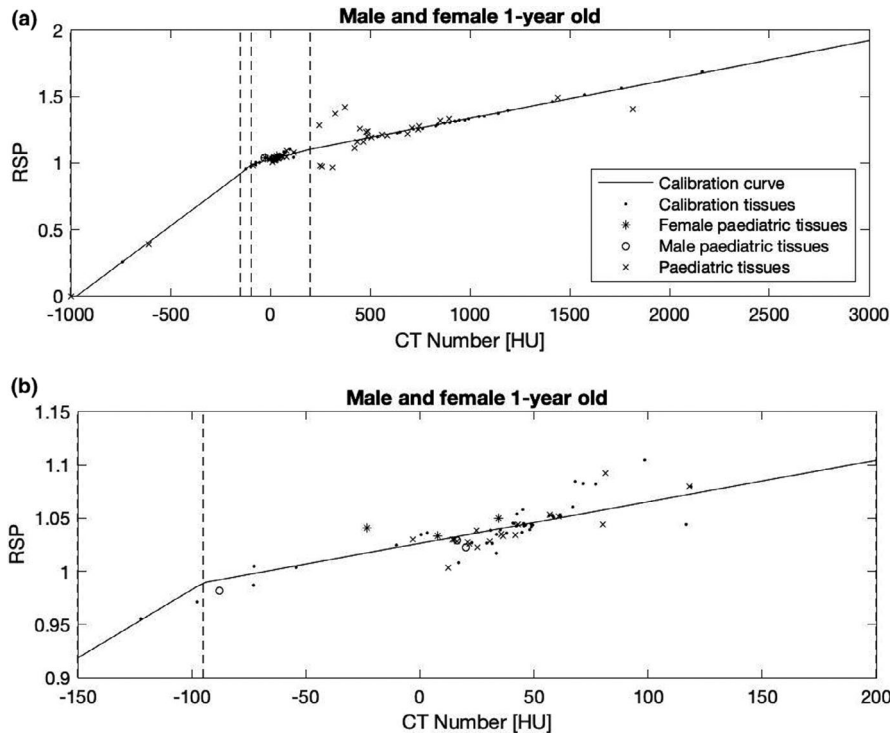 (a)
Male and female 1-year old
2
1.5
1
0.5
0
RSP
-1000 -500 0 500 1000 1500 2000 2500 3000
CT Number [HU]
Calibration curve
Calibration tissues
Female paediatric tissues
Male paediatric tissues
Paediatric tissues
(b)
Male and female 1-year old
1.15
1.1
1.05
1
0.95
0.9
RSP
-150 -100 -50 0 50 100 150 200
CT Number [HU]